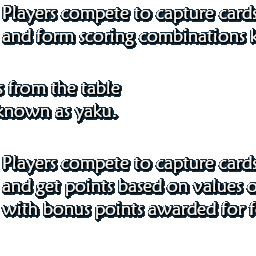 Players compete to capture cards
and form scoring combinations
from the table
known as yaku.
Players compete to capture cards
and get points based on values
with bonus points awarded for